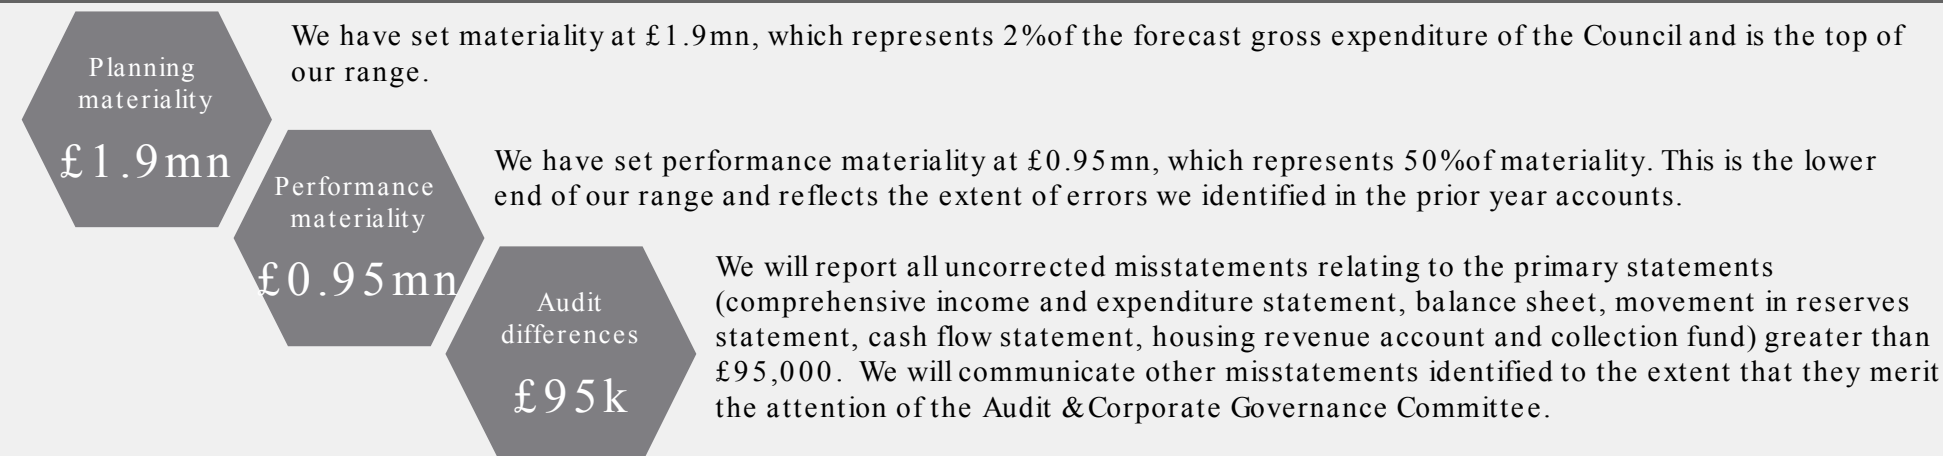 Planning
materiality
£1.9mn
We have set materiality at £1.9mn, which represents 2% of the forecast gross expenditure of the Council and is the top of
our range.
Performance
materiality
£0.95mn
We have set performance materiality at £0.95mn, which represents 50% of materiality. This is the lower
end of our range and reflects the extent of errors we identified in the prior year accounts.
Audit
differences
£95k
We will report all uncorrected misstatements relating to the primary statements
(comprehensive income and expenditure statement, balance sheet, movement in reserves
statement, cash flow statement, housing revenue account and collection fund) greater than
£95,000. We will communicate other misstatements identified to the extent that they merit
the attention of the Audit & Corporate Governance Committee.